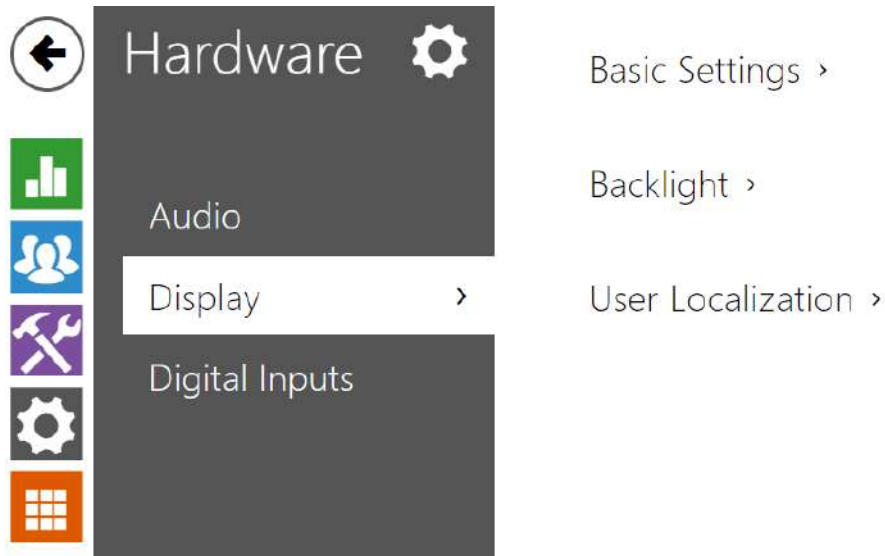 Hardware
Audio
Display ›
Digital Inputs
Basic Settings ›
Backlight ›
User Localization ›